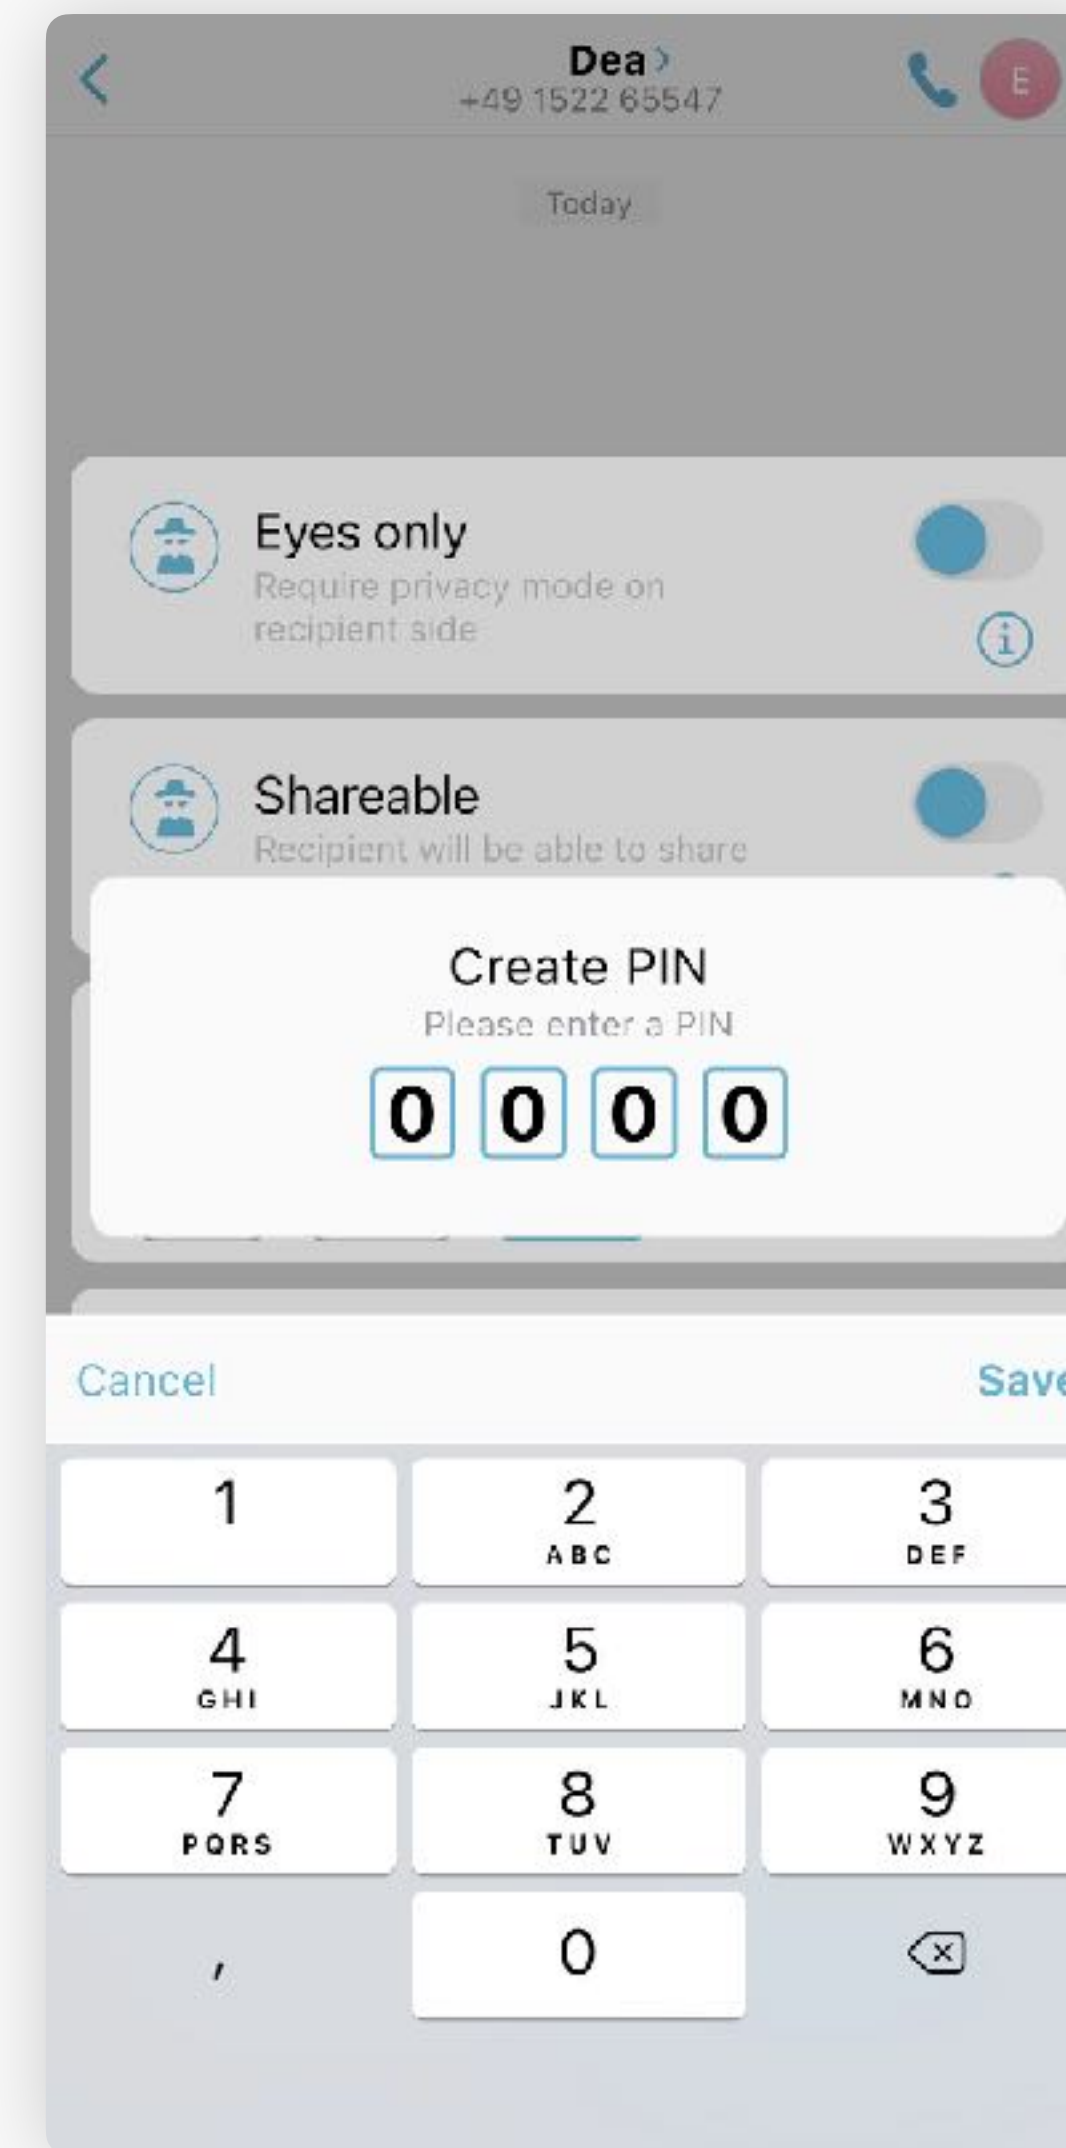 Dea
+49 1522 65547
E
Today
Eyes only
Require privacy mode on
recipient side
i
Shareable
Recipient will be able to share
Create PIN
Please enter a PIN
0 0 0 0
Cancel Save
1 2 3
ABC DEF
4 5 6
GHI JKL MNO
7 8 9
PQRS TUV WXYZ
, 0